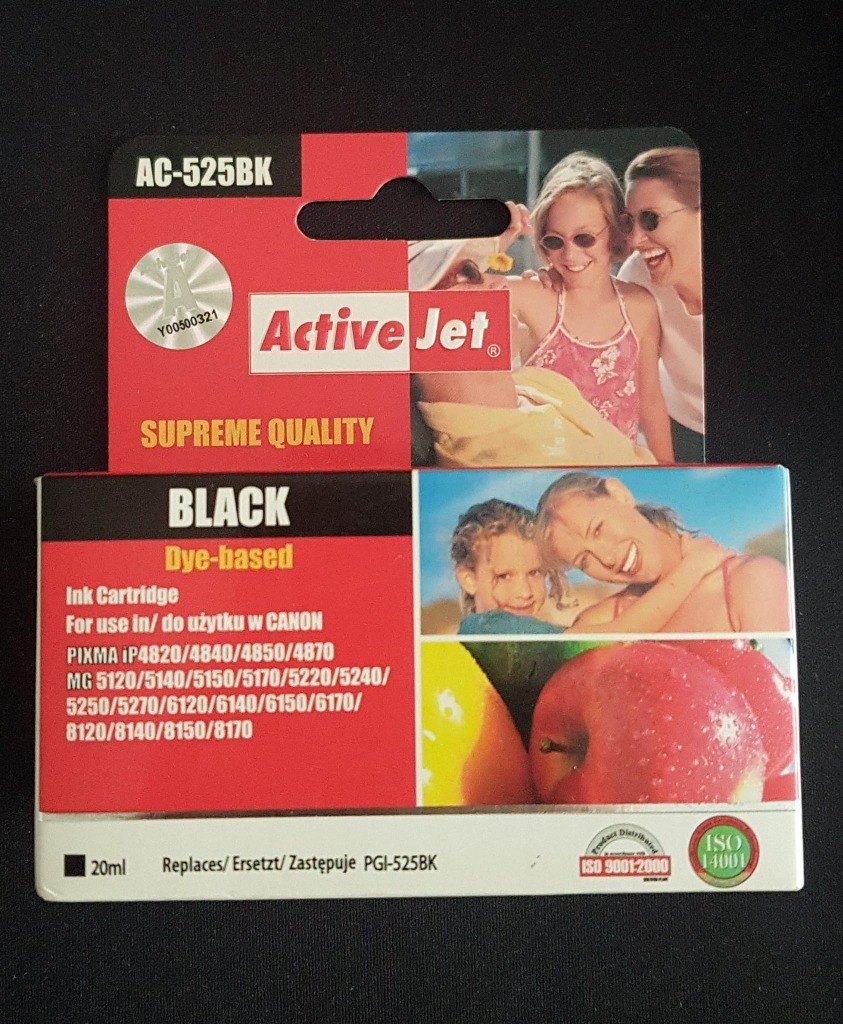 AC-525BK
A
Y00500321
Active Jet®
SUPREME QUALITY
BLACK
Dye-based
Ink Cartridge
For use in/ do użytku w CANON
PIXMA iP4820/4840/4850/4870
MG 5120/5140/5150/5170/5220/5240/
5250/5270/6120/6140/6150/6170/
8120/8140/8150/8170
20ml
Replaces/ Ersetzt/ Zastępuje PGI-525BK
Product Distributed
ISO 9001:2000
ISO
14001